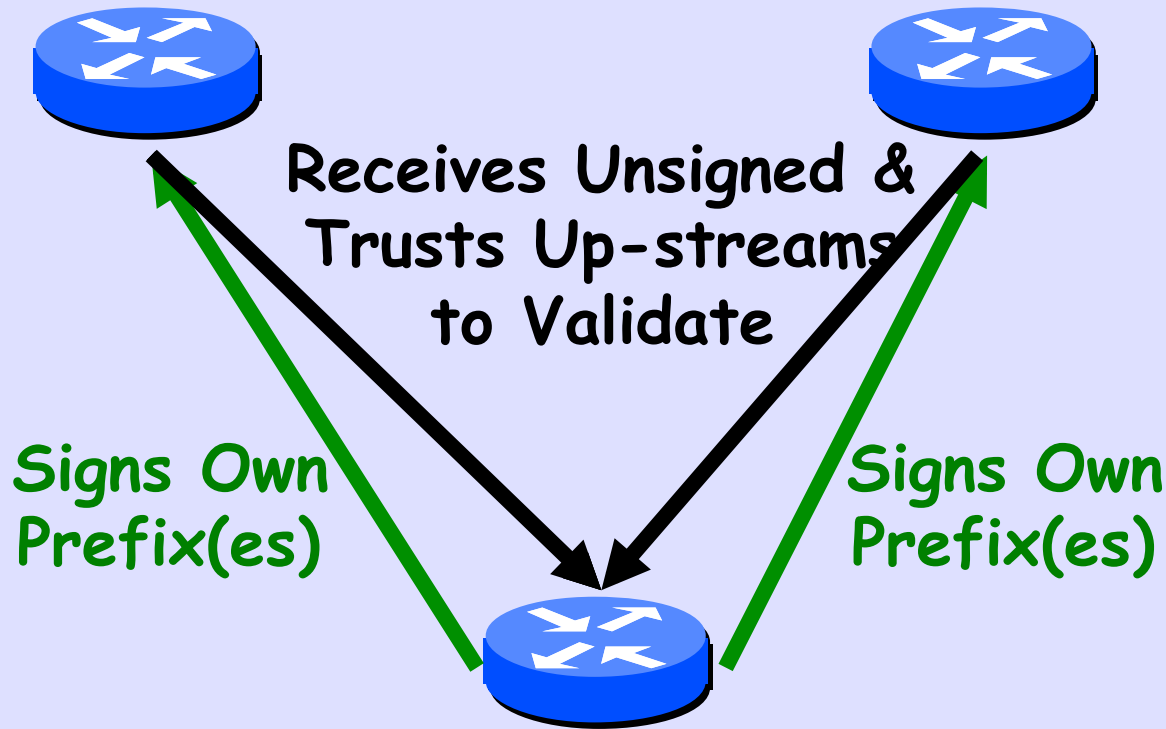 Receives Unsigned &
Trusts Up-streams
to Validate
Signs Own
Prefix(es)
Signs Own
Prefix(es)